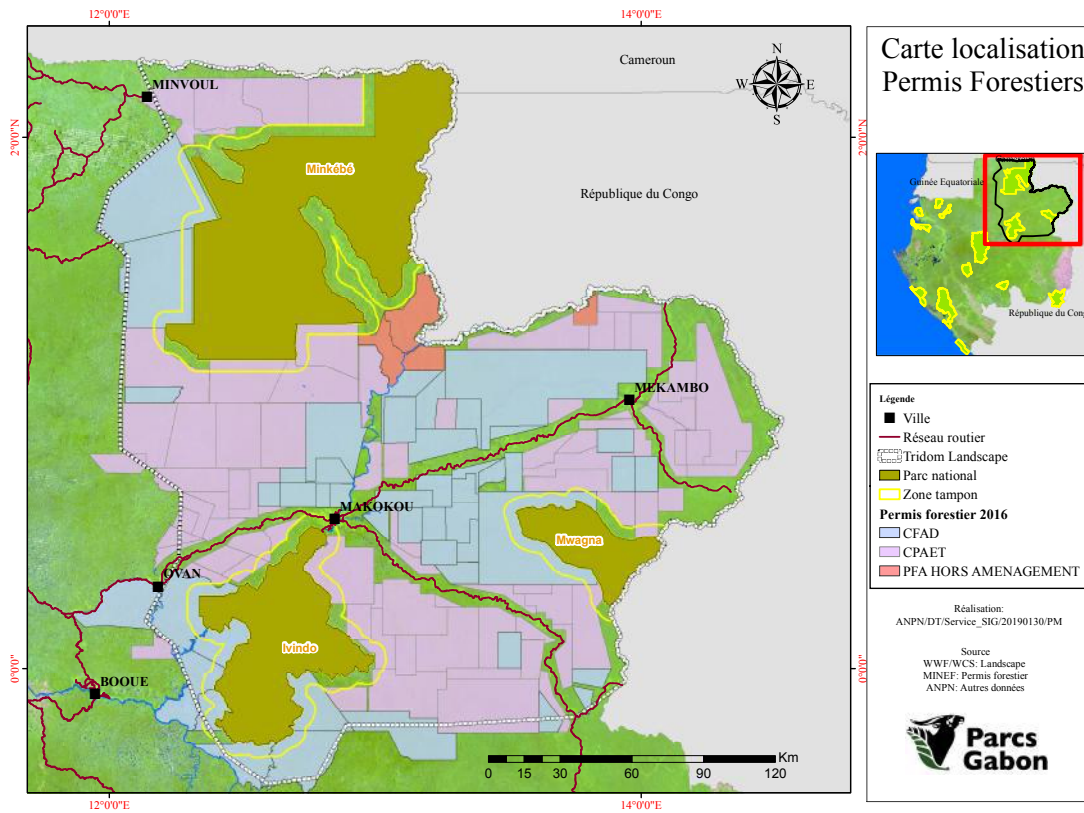 12°0'0"E
14°0'0"E
Cameroun
N
W
E
S
MINVOUL
2°0'0"N
2°0'0"N
Minkébé
République du Congo
MEKAMBO
MAKOKOU
Mwagna
OVAN
Ivindo
0°0'0"
0°0'0"
BOOUE
Km
0 15 30 60 90 120
12°0'0"E
14°0'0"E
Carte localisation
Permis Forestiers
Guinée Equatoriale
République du Cong
Légende
Ville
Réseau routier
Tridom Landscape
Parc national
Zone tampon
Permis forestier 2016
CFAD
CPAET
PFA HORS AMENAGEMENT
Réalisation:
ANPN/DT/Service_SIG/20190130/PM
Source
WWF/WCS: Landscape
MINEF: Permis forestier
ANPN: Autres données
Parcs
Gabon